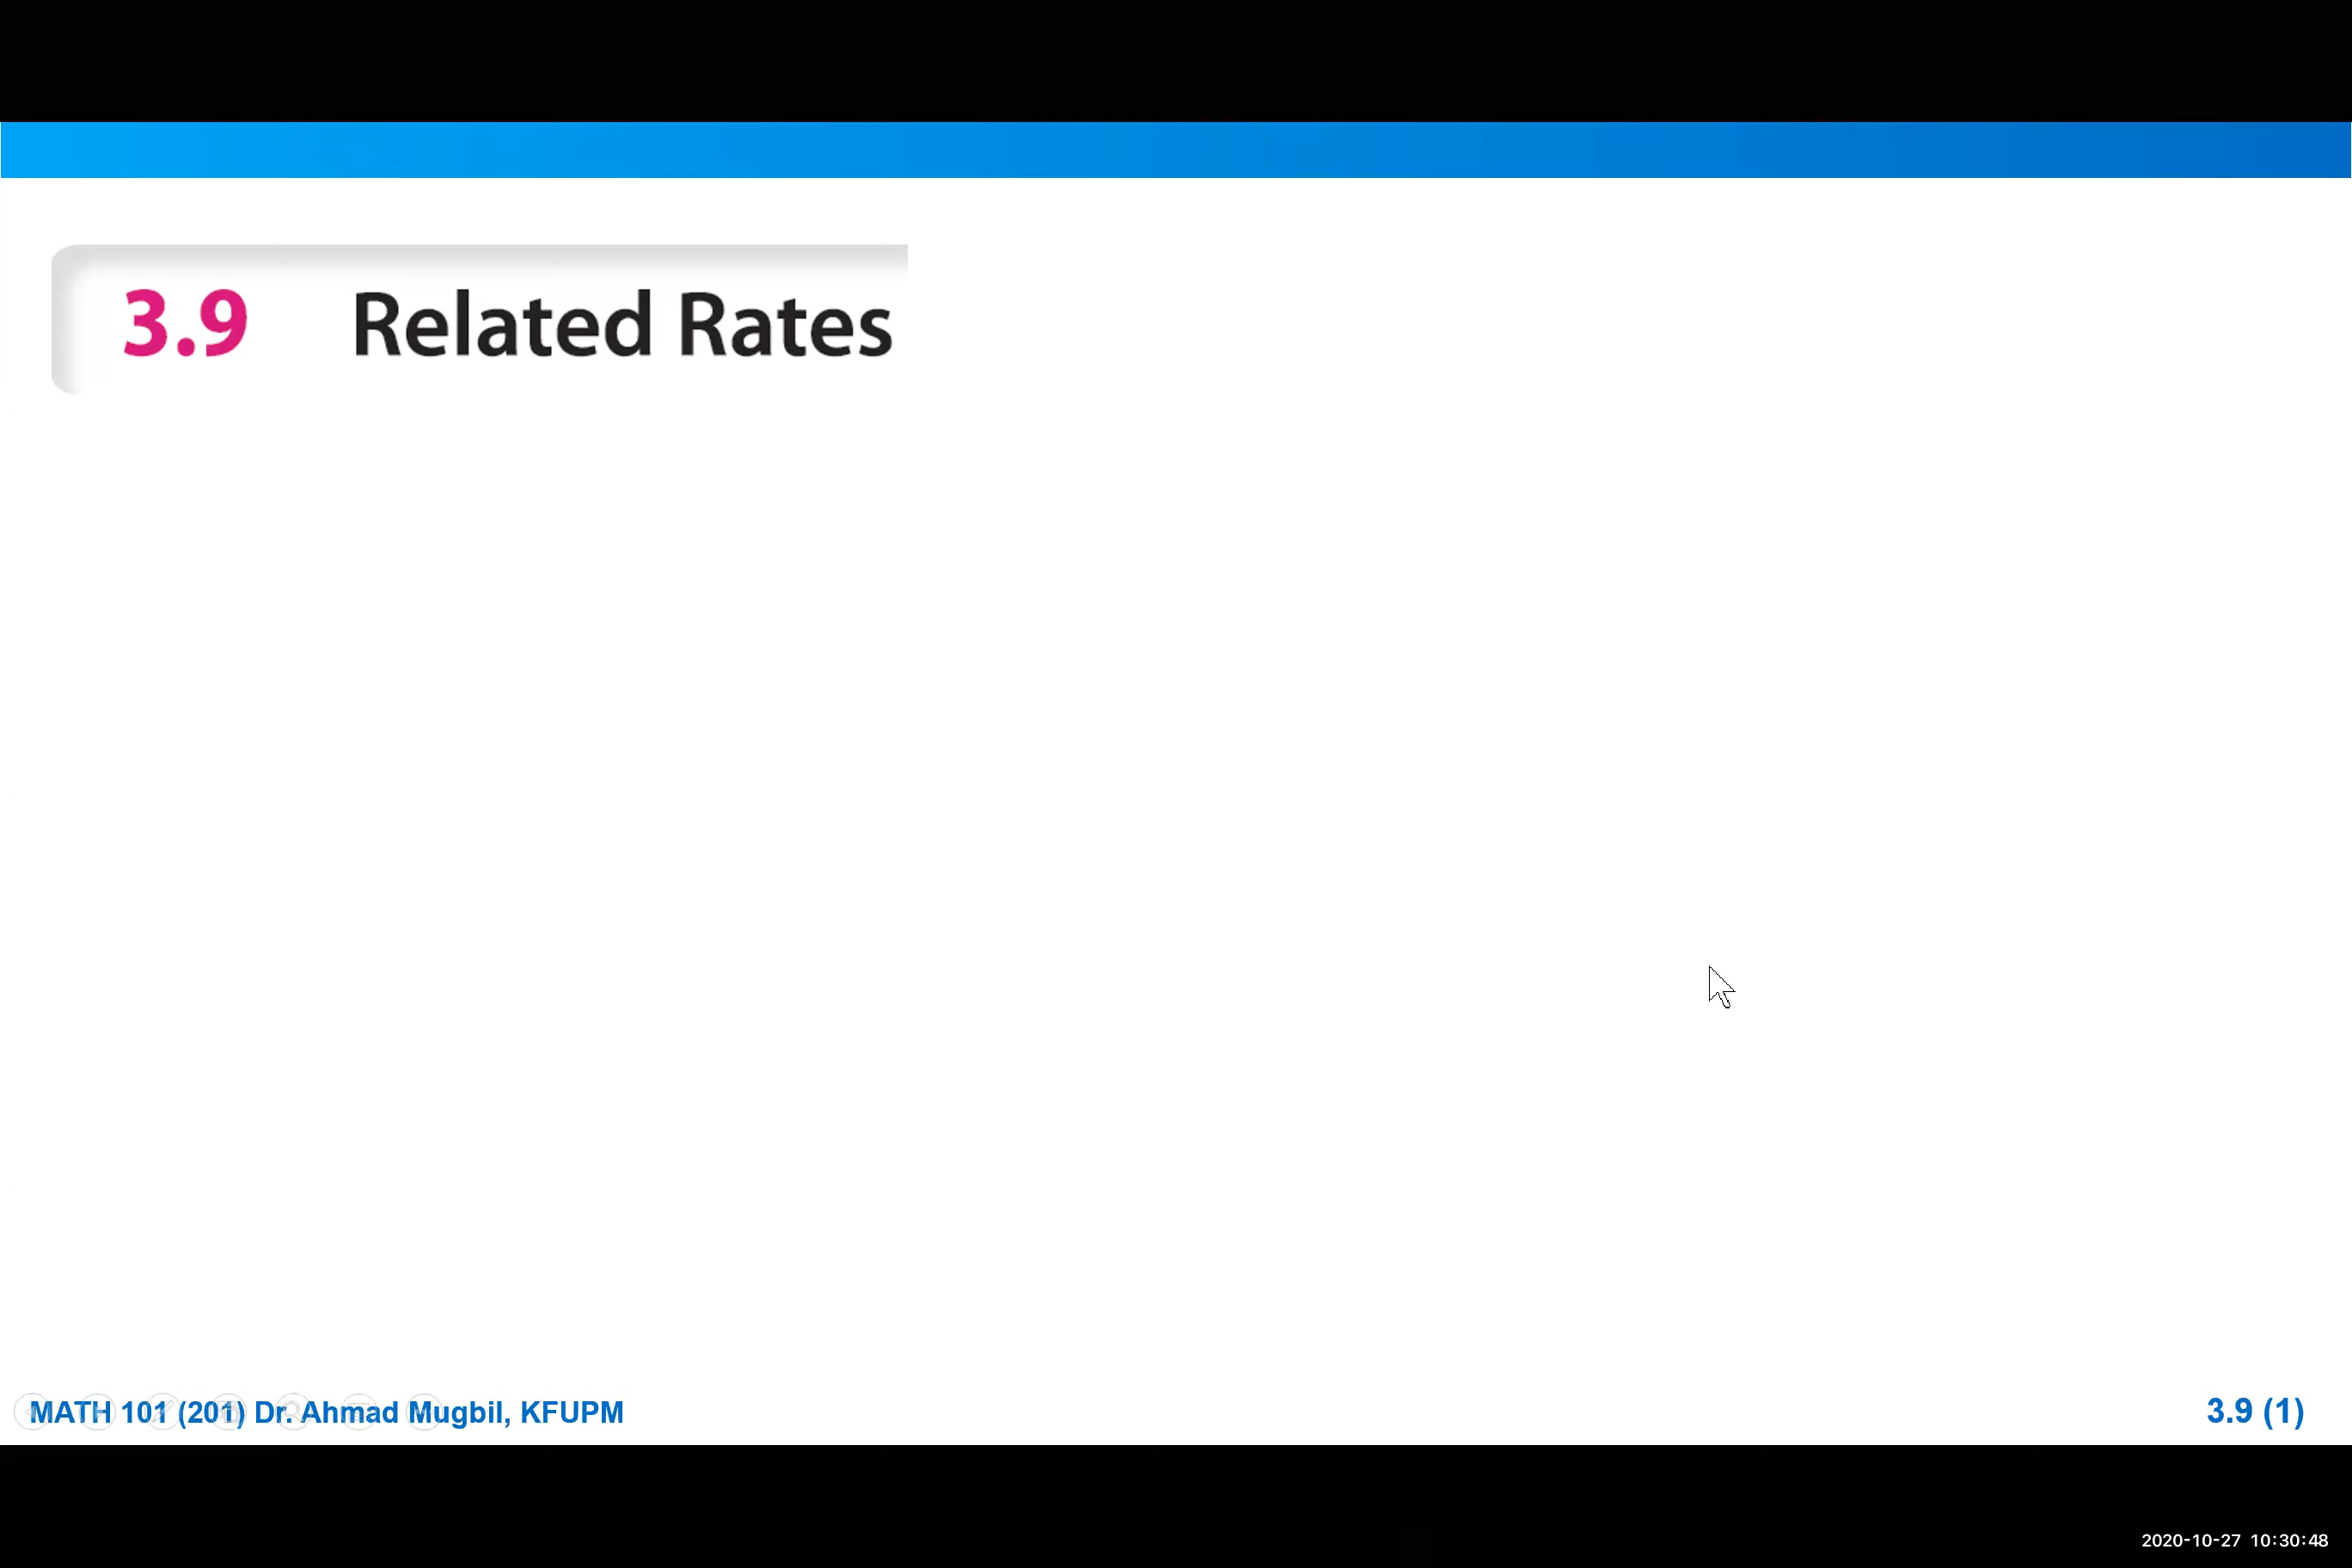 3.9 Related Rates
MATH 101 (201) Dr. Ahmad Mugbil, KFUPM
3.9 (1)
2020-10-27 10:30:48